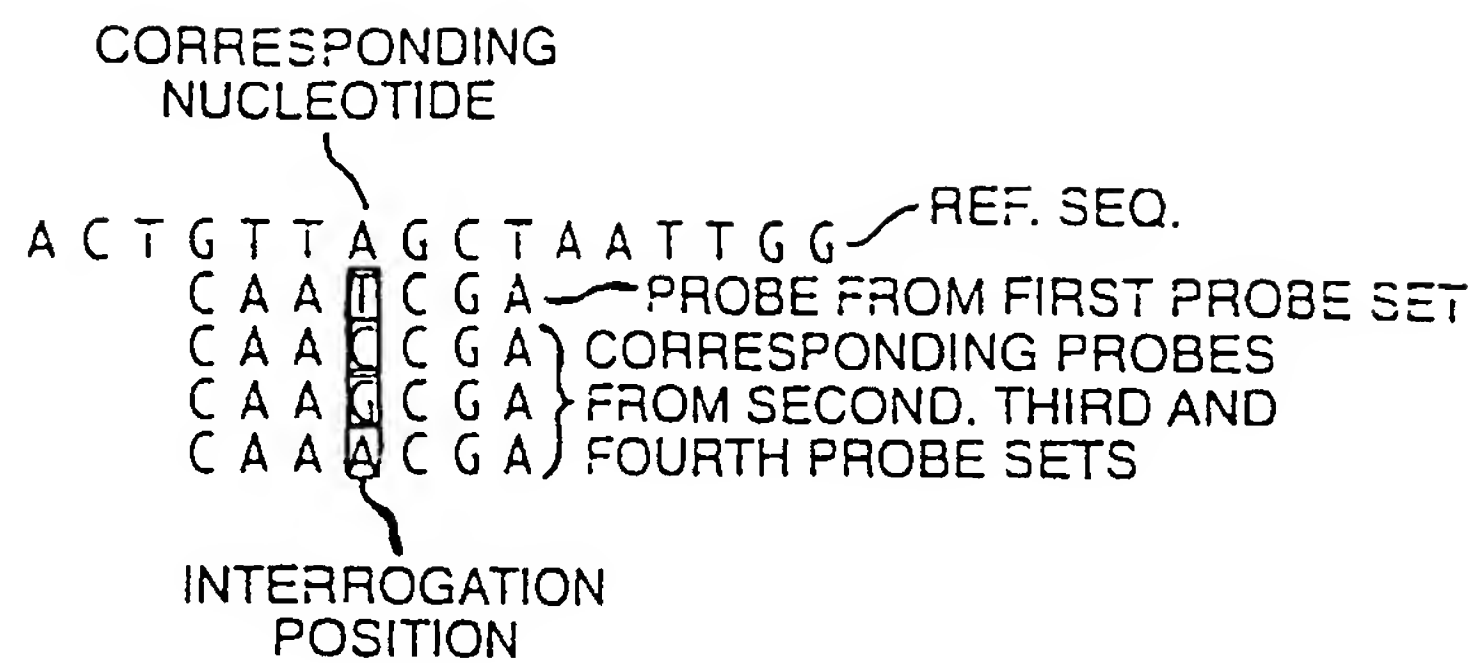 CORRESPONDING
NUCLEOTIDE
A C T G T T A G C T A A T T G G REF. SEQ.
C A A T C G A PROBE FROM FIRST PROBE SET
C A A C C G A CORRESPONDING PROBES
C A A G C G A FROM SECOND. THIRD AND
C A A A C G A FOURTH PROBE SETS
INTERROGATION
POSITION